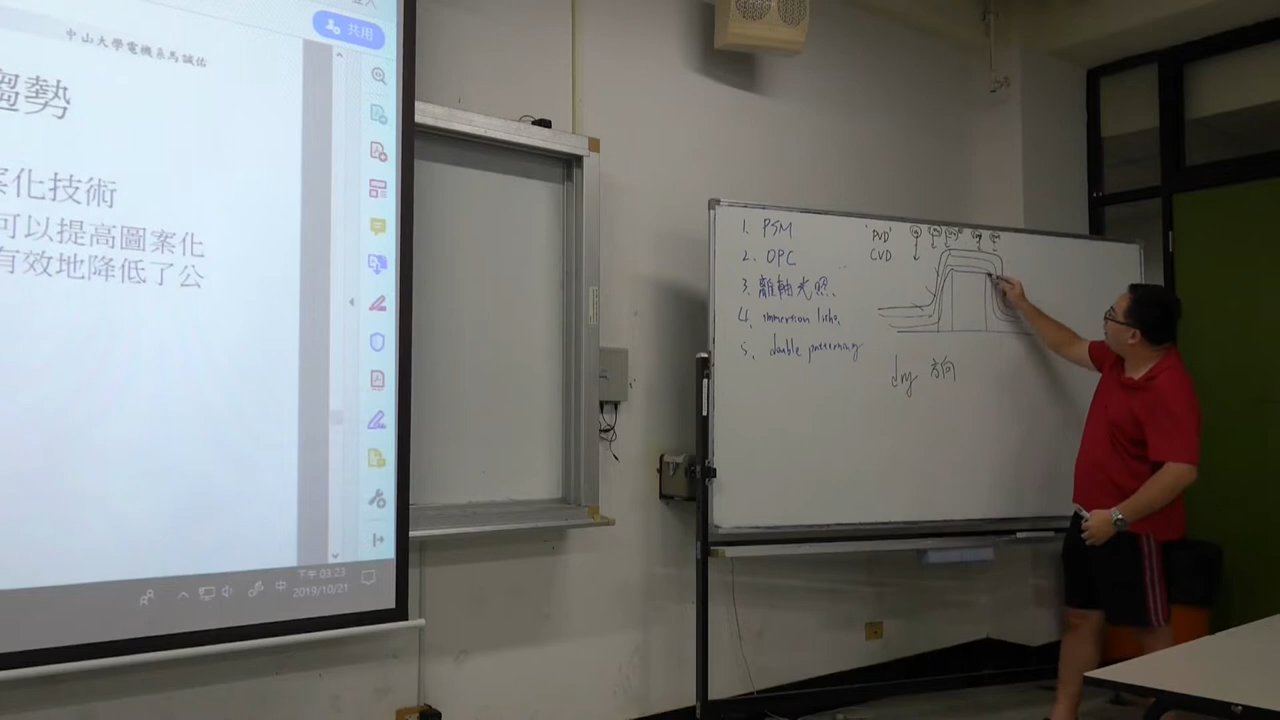 共用
中山大學電機系馬誠佑
趨勢
案化技術
可以提高圖案化
有效地降低了公
中
下午 03:23
2019/10/21
1. PSM
2. OPC
3. 離軸光照、
4. immersion litho.
5. double patterning
"PVD"
CVD
dry 方向